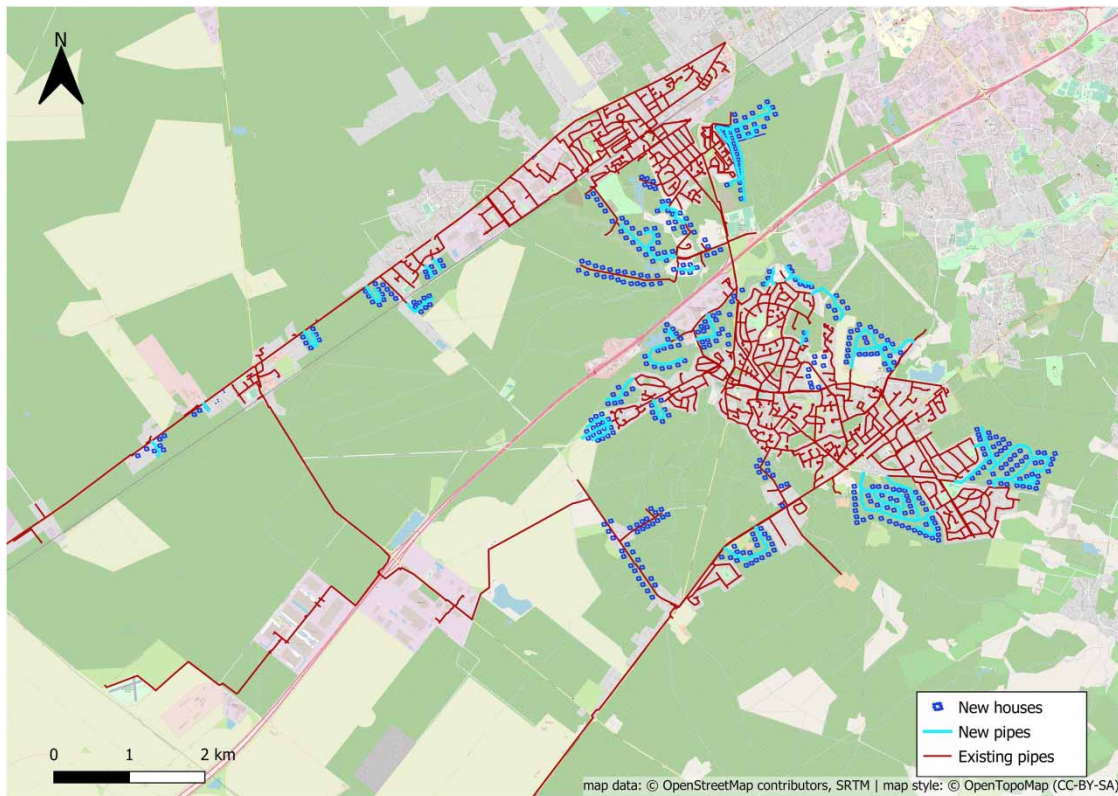 N
0 1 2 km
New houses
New pipes
Existing pipes
map data: © OpenStreetMap contributors, SRTM | map style: © OpenTopoMap (CC-BY-SA)